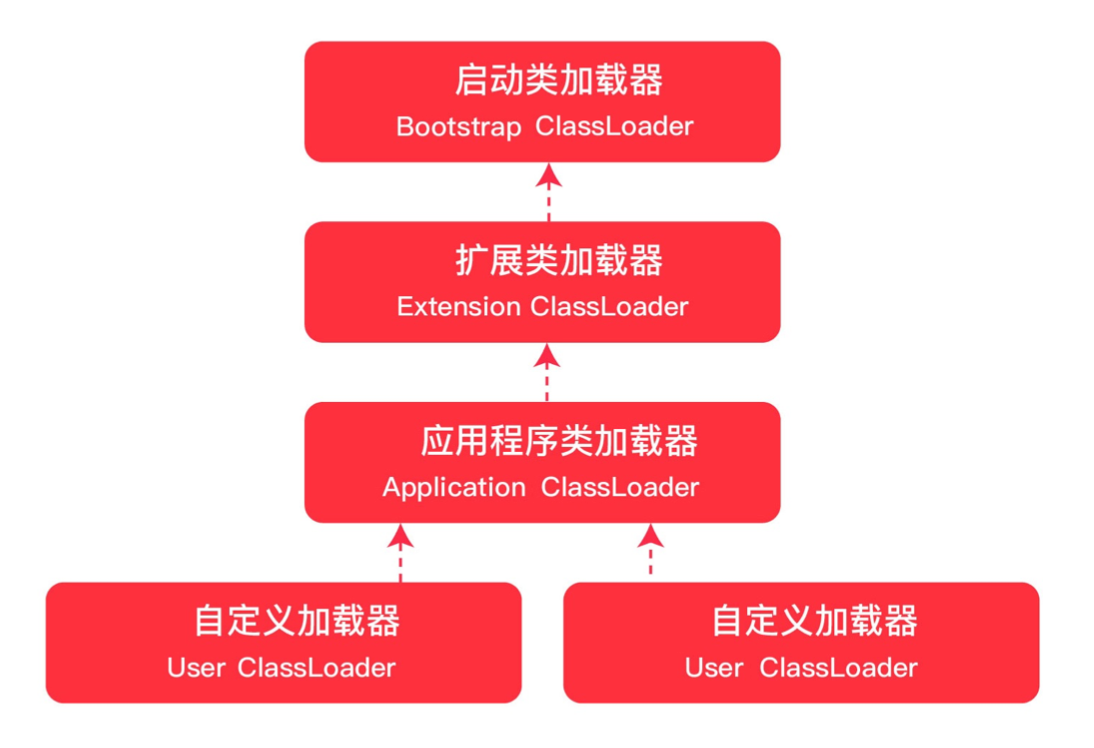 启动类加载器
Bootstrap ClassLoader
扩展类加载器
Extension ClassLoader
应用程序类加载器
Application ClassLoader
自定义加载器
User ClassLoader
自定义加载器
User ClassLoader